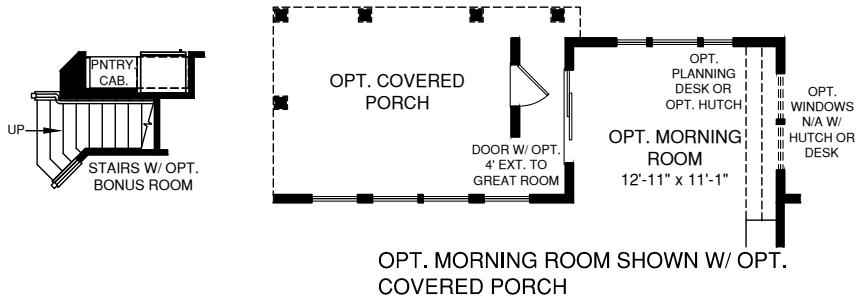 PNTRY.
CAB.
UP
STAIRS W/ OPT.
BONUS ROOM
OPT. COVERED
PORCH
DOOR W/ OPT.
4' EXT. TO
GREAT ROOM
OPT.
PLANNING
DESK OR
OPT. HUTCH
OPT. MORNING
ROOM
12'-11" x 11'-1"
OPT.
WINDOWS
N/A W/
HUTCH OR
DESK
OPT. MORNING ROOM SHOWN W/ OPT.
COVERED PORCH